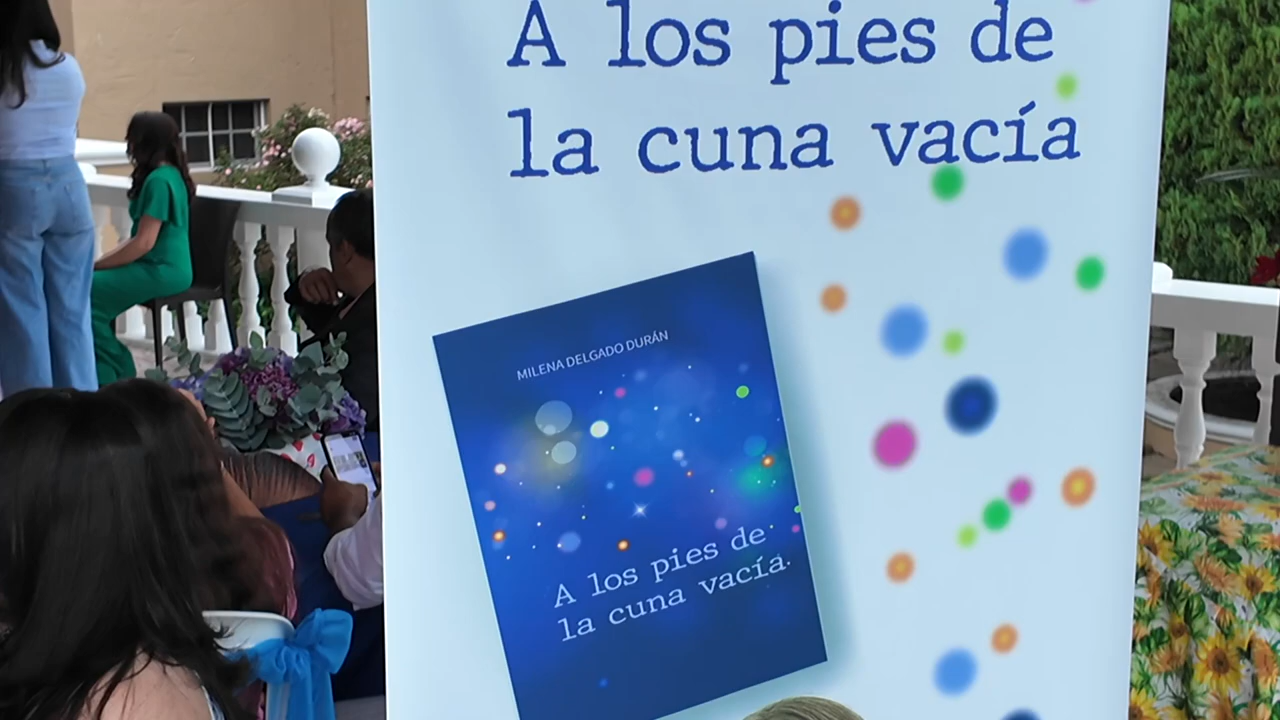 A los pies de
la cuna vacía
MILENA DELGADO DURÁN
A los pies de
la cuna vacía